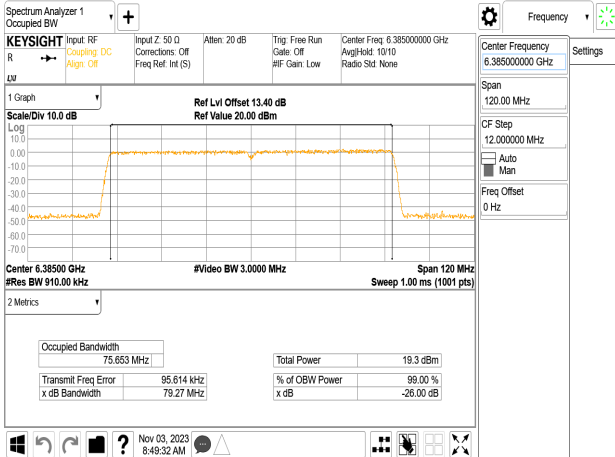 Spectrum Analyzer 1
Occupied BW
Frequency
KEYSIGHT
R
LXI
Input: RF
Coupling: DC
Align: Off
Input Z: 50 Ω
Corrections: Off
Freq Ref: Int (S)
Atten: 20 dB
Trig: Free Run
Gate: Off
#IF Gain: Low
Center Freq: 6.385000000 GHz
Avg|Hold: 10/10
Radio Std: None
Center Frequency
6.385000000 GHz
Settings
Span
120.00 MHz
CF Step
12.000000 MHz
Auto
Man
Freq Offset
0 Hz
1 Graph
Scale/Div 10.0 dB
Ref Lvl Offset 13.40 dB
Ref Value 20.00 dBm
Log
10.0
0.00
-10.0
-20.0
-30.0
-40.0
-50.0
-60.0
-70.0
Center 6.38500 GHz
#Res BW 910.00 kHz
#Video BW 3.0000 MHz
Span 120 MHz
Sweep 1.00 ms (1001 pts)
2 Metrics
Occupied Bandwidth
75.653 MHz
Total Power 19.3 dBm
Transmit Freq Error 95.614 kHz
% of OBW Power 99.00 %
x dB Bandwidth 79.27 MHz
x dB -26.00 dB
?
Nov 03, 2023
8:49:32 AM